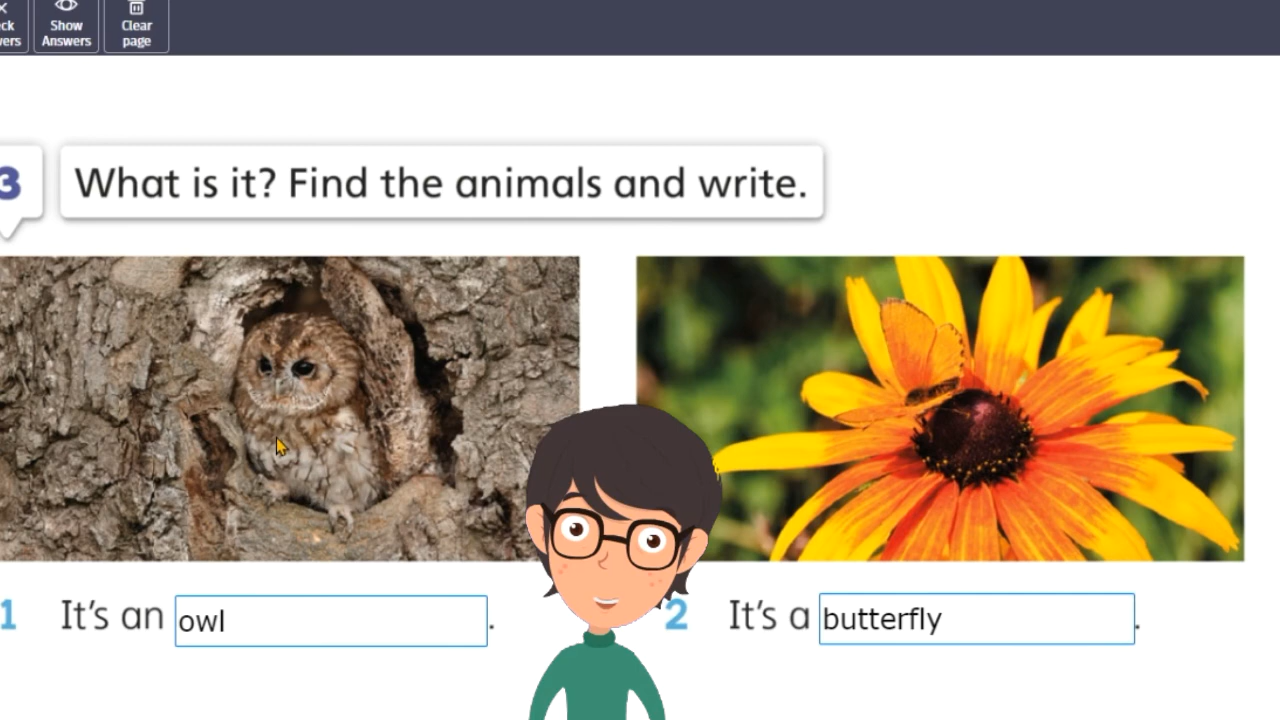 Show
Answers
Clear
page
3
What is it? Find the animals and write.
1 It's an owl.
2 It's a butterfly.